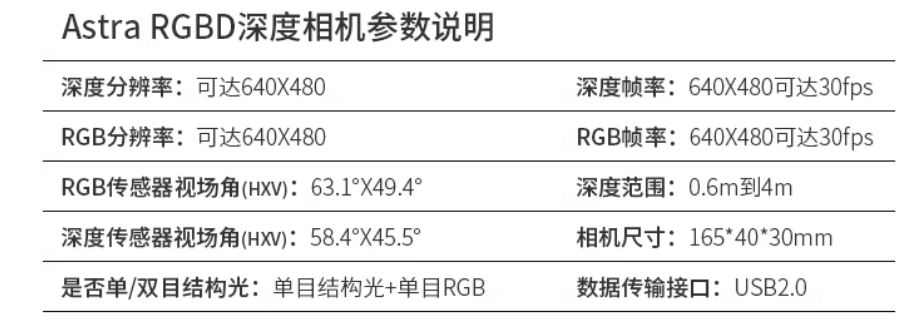 Astra RGBD深度相机参数说明
深度分辨率：可达640X480 深度帧率：640X480可达30fps
RGB分辨率：可达640X480 RGB帧率：640X480可达30fps
RGB传感器视场角(HXV)：63.1°X49.4° 深度范围：0.6m到4m
深度传感器视场角(HXV)：58.4°X45.5° 相机尺寸：165*40*30mm
是否单/双目结构光：单目结构光+单目RGB 数据传输接口：USB2.0